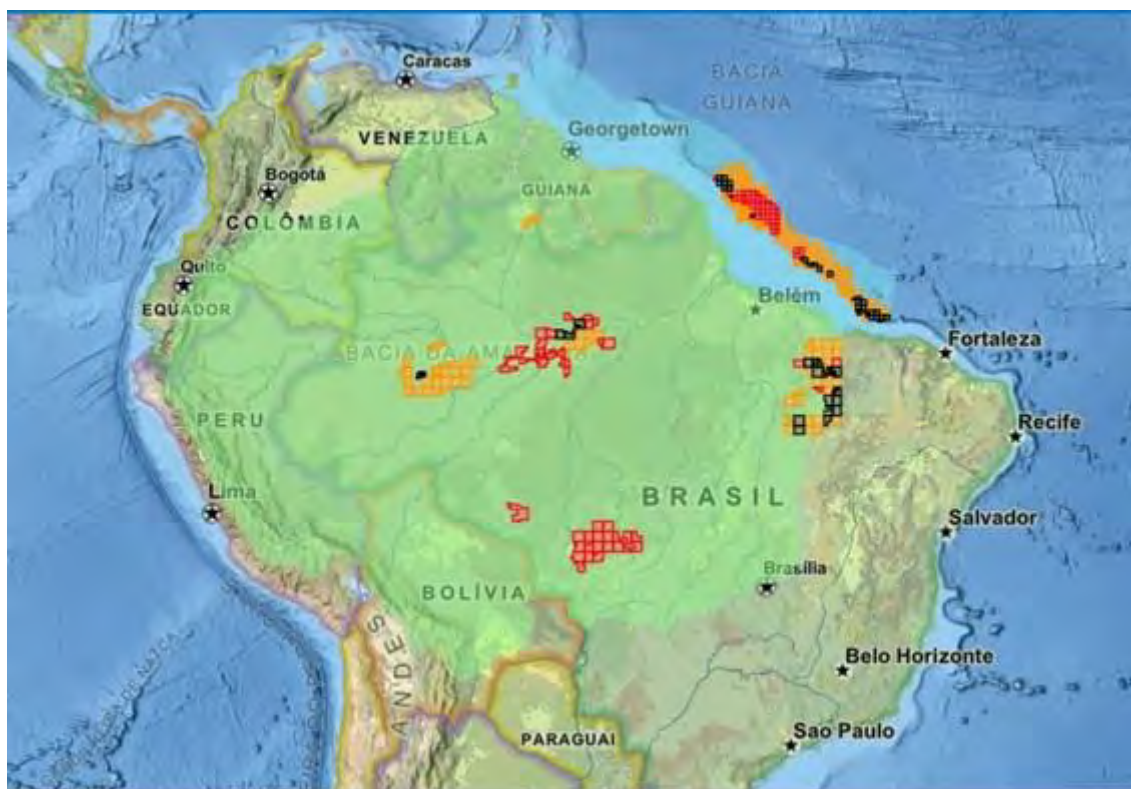 Caracas
BACIA
GUIANA
VENEZUELA
Georgetown
Bogotá
GUIANA
COLÔMBIA
Quito
EQUADOR
Belém
Fortaleza
BACIA DA AMA
PERU
Recife
BRASIL
Lima
Salvador
Brasília
BOLÍVIA
ANDES
Belo Horizonte
PARAGUAI
Sao Paulo